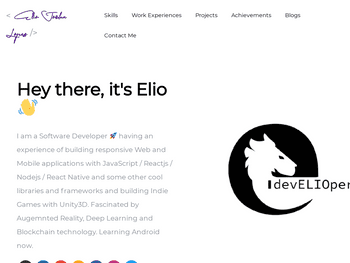 Skills
Work Experiences
Projects
Achievements
Blogs
Contact Me
Hey there, it's Elio
I am a Software Developer 🚀 having an
experience of building responsive Web and
Mobile applications with JavaScript / Reactjs /
Nodejs / React Native and some other cool
libraries and frameworks and building Indie
Games with Unity3D. Fascinated by
Augemnted Reality, Deep Learning and
Blockchain technology. Learning Android
now.
devELIOper